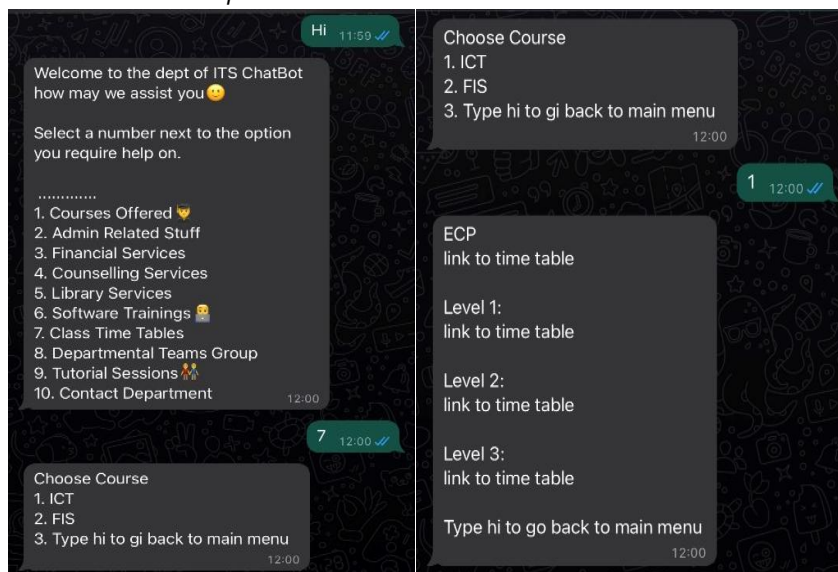 Hi 11:59
Welcome to the dept of ITS ChatBot
how may we assist you🙂
Select a number next to the option
you require help on.
.............
1. Courses Offered 👨‍🎓
2. Admin Related Stuff
3. Financial Services
4. Counselling Services
5. Library Services
6. Software Trainings 👨‍💻
7. Class Time Tables
8. Departmental Teams Group
9. Tutorial Sessions 👫
10. Contact Department
12:00
7 12:00
Choose Course
1. ICT
2. FIS
3. Type hi to gi back to main menu
12:00
Choose Course
1. ICT
2. FIS
3. Type hi to gi back to main menu
12:00
1 12:00
ECP
link to time table
Level 1:
link to time table
Level 2:
link to time table
Level 3:
link to time table
Type hi to go back to main menu
12:00